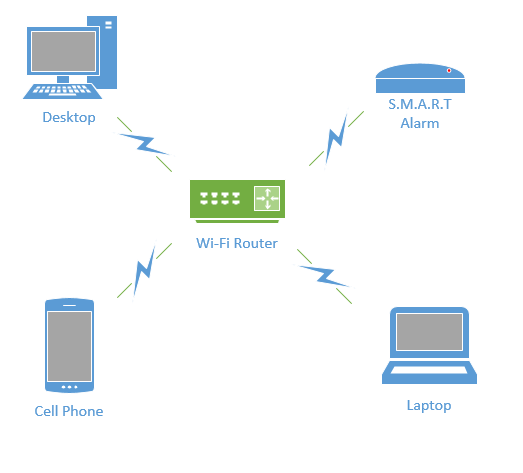 Desktop
S.M.A.R.T
Alarm
Wi-Fi Router
Cell Phone
Laptop